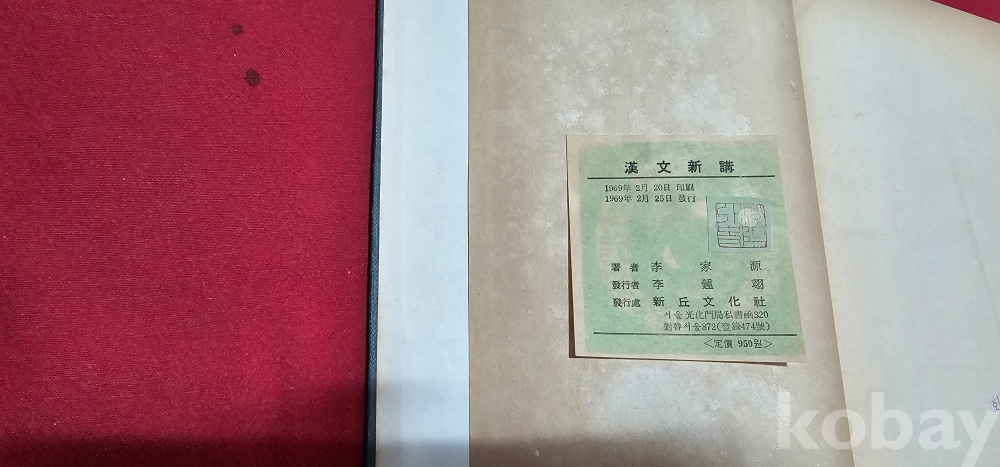 漢文新講
1969年 2月 20日 印刷
1969年 2月 25日 發行
著者 李家源
發行者 李鍾翊
發行處 新丘文化社
서울 光化門局私書凾320
서울872(登錄474號)
<定價 950원>
kobay